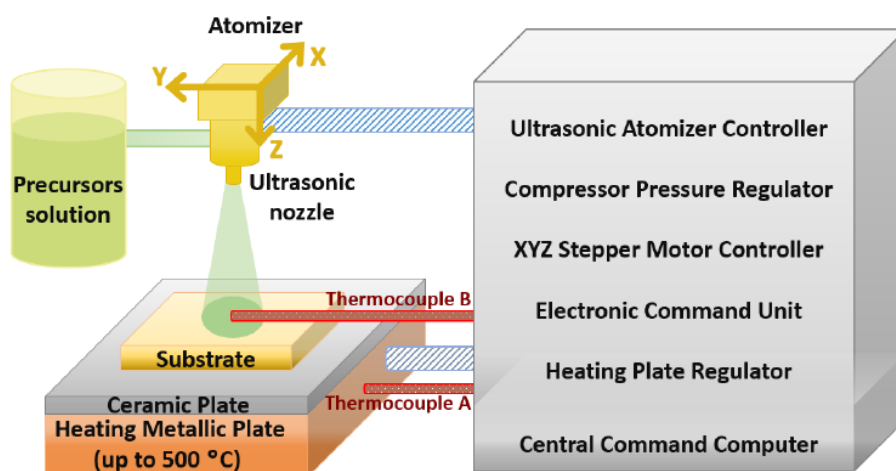 Atomizer
X
Y
Z
Precursors
solution
Ultrasonic
nozzle
Thermocouple B
Substrate
Ceramic Plate
Thermocouple A
Heating Metallic Plate
(up to 500 °C)
Ultrasonic Atomizer Controller
Compressor Pressure Regulator
XYZ Stepper Motor Controller
Electronic Command Unit
Heating Plate Regulator
Central Command Computer